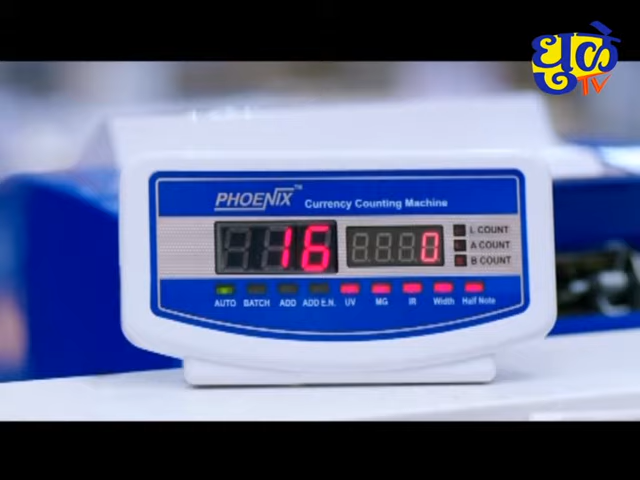 धुळे
TV
PHOENIX™ Currency Counting Machine
16 0
L COUNT
A COUNT
B COUNT
AUTO BATCH ADD ADD E.N. UV MG IR Width Half Note